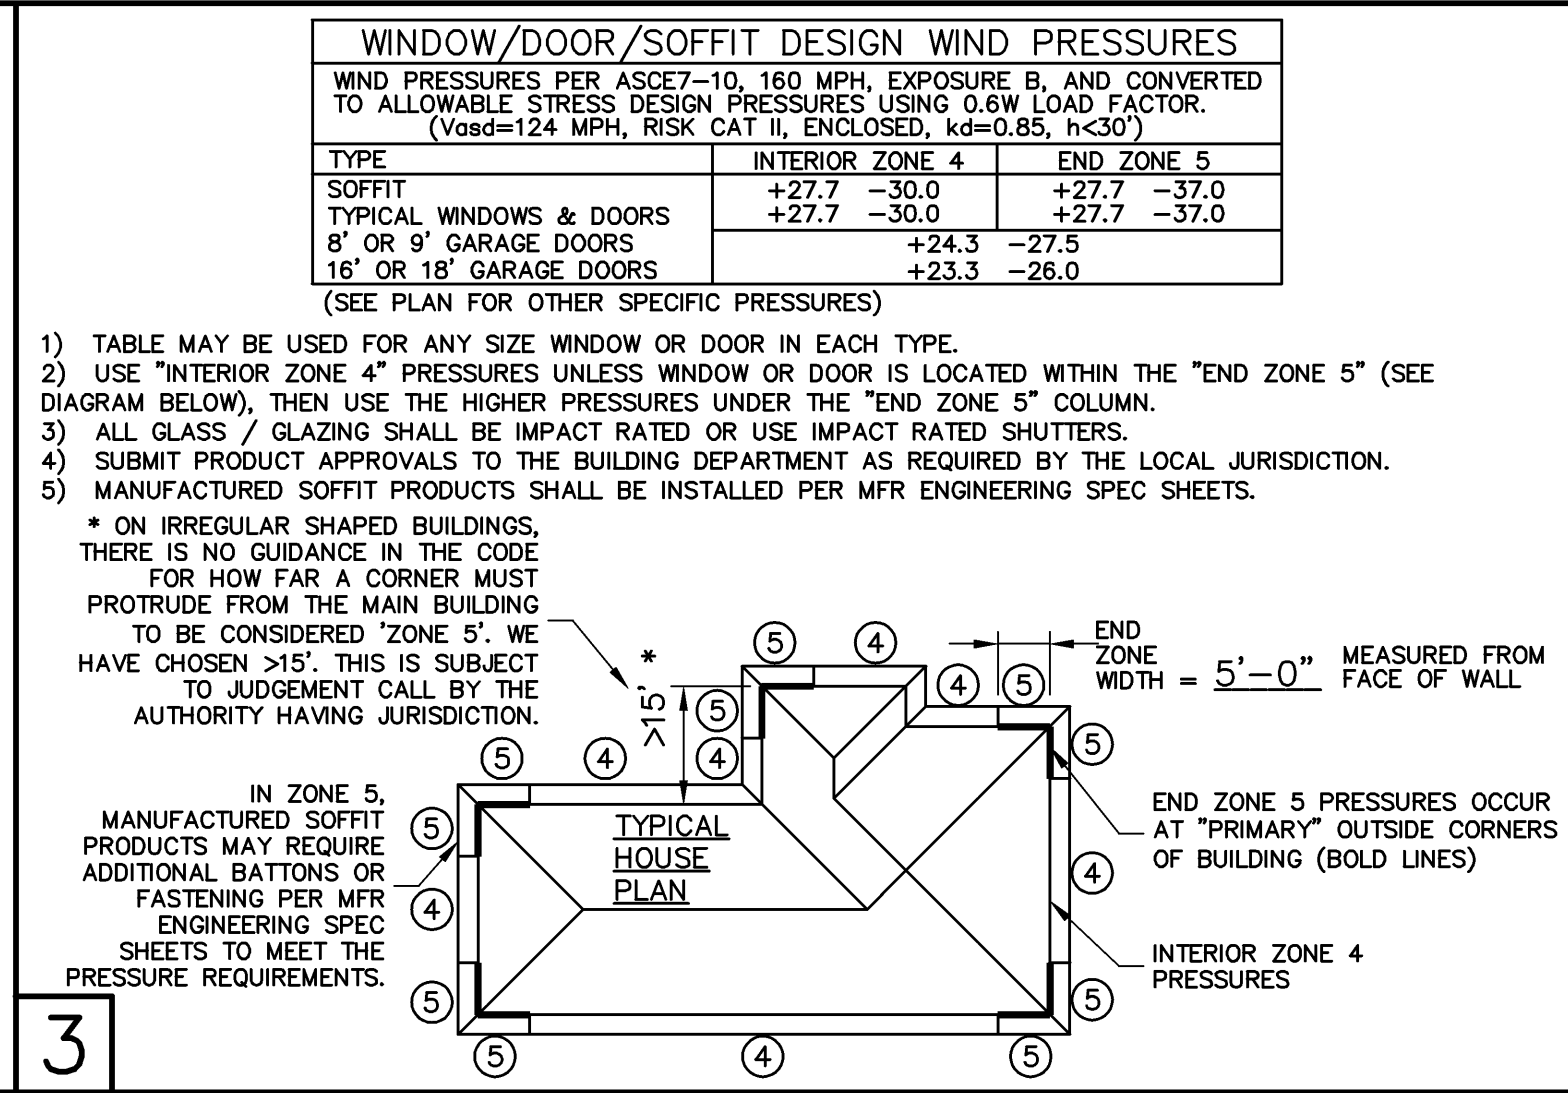 WINDOW/DOOR/SOFFIT DESIGN WIND PRESSURES
WIND PRESSURES PER ASCE7-10, 160 MPH, EXPOSURE B, AND CONVERTED
TO ALLOWABLE STRESS DESIGN PRESSURES USING 0.6W LOAD FACTOR.
(Vasd=124 MPH, RISK CAT II, ENCLOSED, kd=0.85, h<30')
TYPE INTERIOR ZONE 4 END ZONE 5
SOFFIT +27.7 -30.0 +27.7 -37.0
TYPICAL WINDOWS & DOORS +27.7 -30.0 +27.7 -37.0
8' OR 9' GARAGE DOORS +24.3 -27.5
16' OR 18' GARAGE DOORS +23.3 -26.0
(SEE PLAN FOR OTHER SPECIFIC PRESSURES)
1) TABLE MAY BE USED FOR ANY SIZE WINDOW OR DOOR IN EACH TYPE.
2) USE "INTERIOR ZONE 4" PRESSURES UNLESS WINDOW OR DOOR IS LOCATED WITHIN THE "END ZONE 5" (SEE
DIAGRAM BELOW), THEN USE THE HIGHER PRESSURES UNDER THE "END ZONE 5" COLUMN.
3) ALL GLASS / GLAZING SHALL BE IMPACT RATED OR USE IMPACT RATED SHUTTERS.
4) SUBMIT PRODUCT APPROVALS TO THE BUILDING DEPARTMENT AS REQUIRED BY THE LOCAL JURISDICTION.
5) MANUFACTURED SOFFIT PRODUCTS SHALL BE INSTALLED PER MFR ENGINEERING SPEC SHEETS.
* ON IRREGULAR SHAPED BUILDINGS,
THERE IS NO GUIDANCE IN THE CODE
FOR HOW FAR A CORNER MUST
PROTRUDE FROM THE MAIN BUILDING
TO BE CONSIDERED 'ZONE 5'. WE
HAVE CHOSEN >15'. THIS IS SUBJECT
TO JUDGEMENT CALL BY THE
AUTHORITY HAVING JURISDICTION.
>15' *
5 4
4 5
END
ZONE
WIDTH = 5'-0"
MEASURED FROM
FACE OF WALL
5
5 4 4
5
IN ZONE 5,
MANUFACTURED SOFFIT
PRODUCTS MAY REQUIRE
ADDITIONAL BATTONS OR
FASTENING PER MFR
ENGINEERING SPEC
SHEETS TO MEET THE
PRESSURE REQUIREMENTS.
5
4
5
TYPICAL
HOUSE
PLAN
END ZONE 5 PRESSURES OCCUR
AT "PRIMARY" OUTSIDE CORNERS
OF BUILDING (BOLD LINES)
4
INTERIOR ZONE 4
PRESSURES
5
5 4 5
3